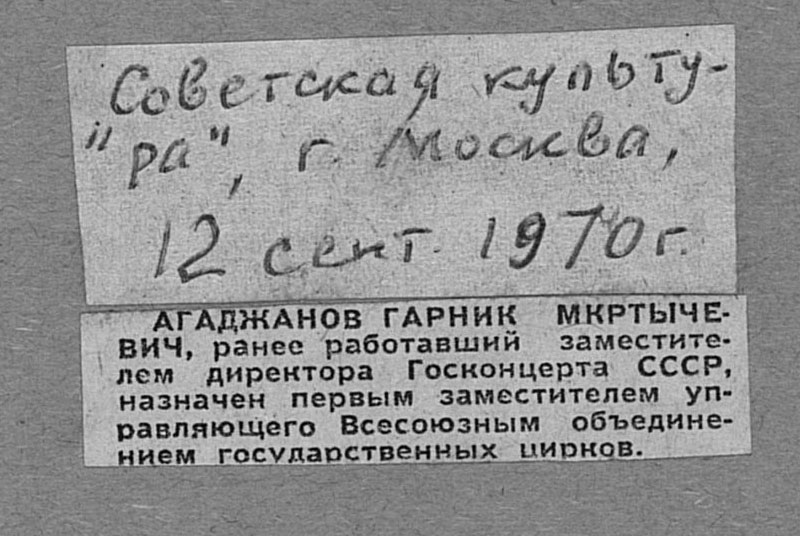 Советская культу-
"ра", г. Москва,
12 сент. 1970 г.
АГАДЖАНОВ ГАРНИК МКРТЫЧЕ-
ВИЧ, ранее работавший заместите-
лем директора Госконцерта СССР,
назначен первым заместителем уп-
равляющего Всесоюзным объедине-
нием государственных цирков.